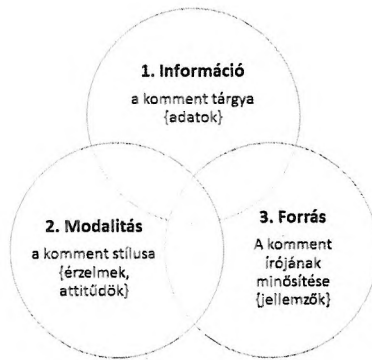 1. Információ
a komment tárgya
{adatok}
2. Modalitás
a komment stílusa
{érzelmek,
attitűdök}
3. Forrás
A komment
írójának
minősítése
{jellemzők}